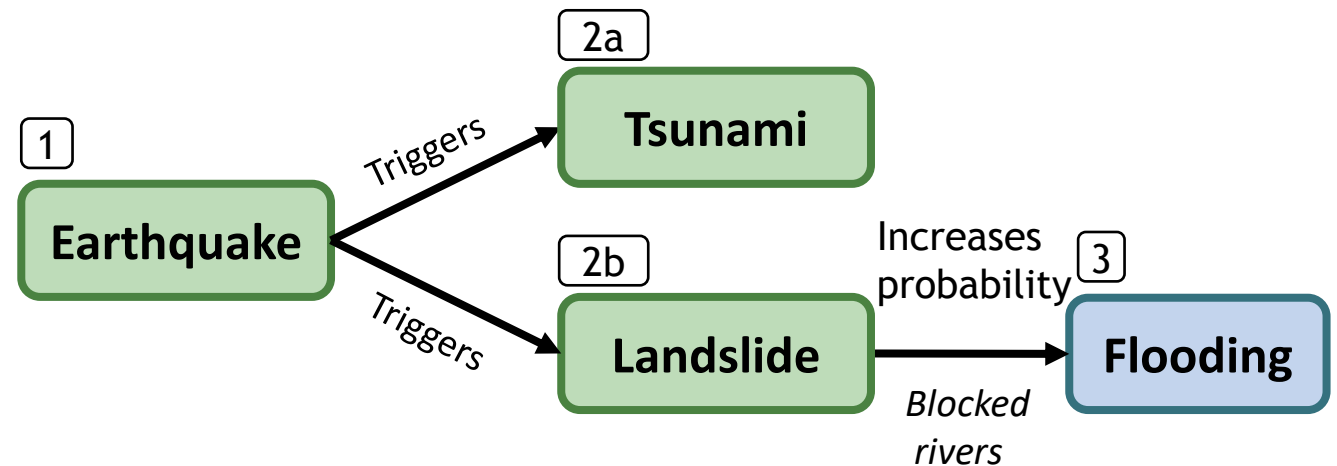 1
Earthquake
Triggers
Triggers
2a
Tsunami
2b
Landslide
Increases
probability
Blocked
rivers
3
Flooding